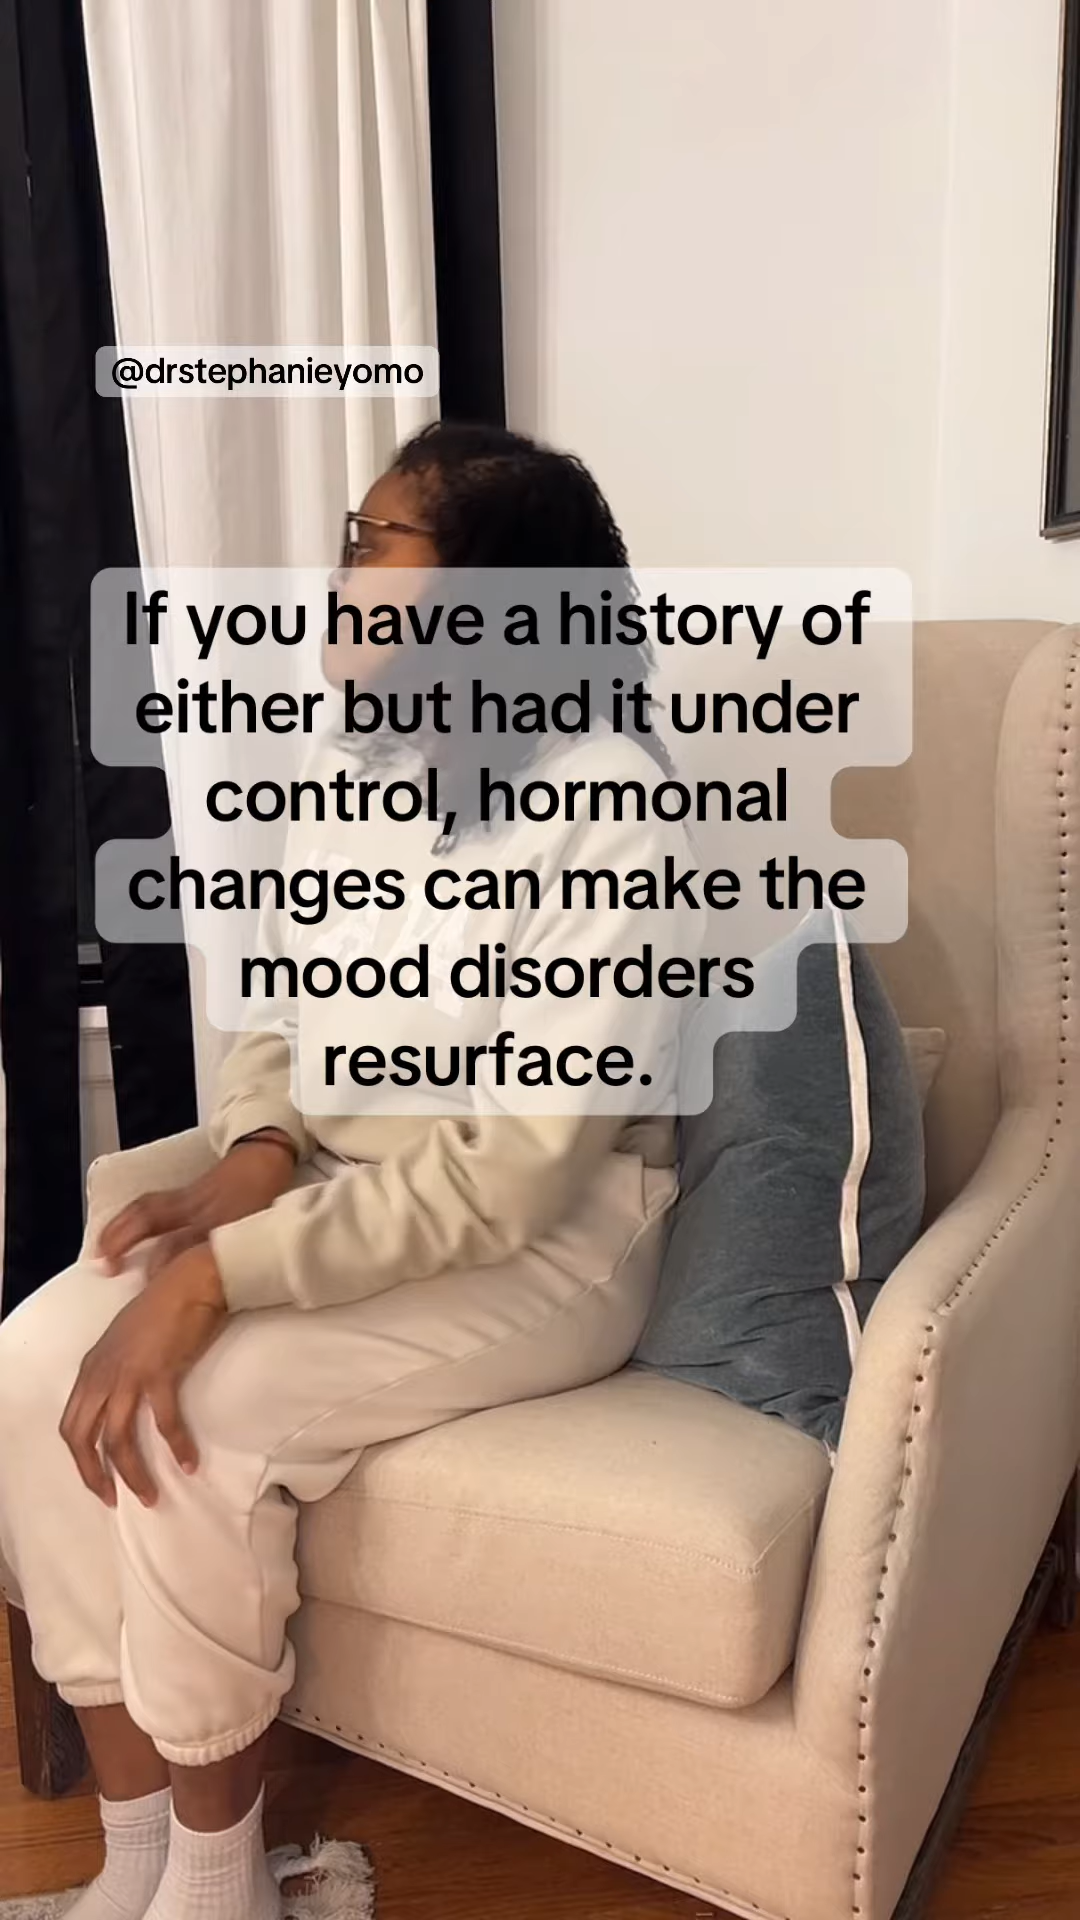 @drstephanieyomo
If you have a history of
either but had it under
control, hormonal
changes can make the
mood disorders
resurface.